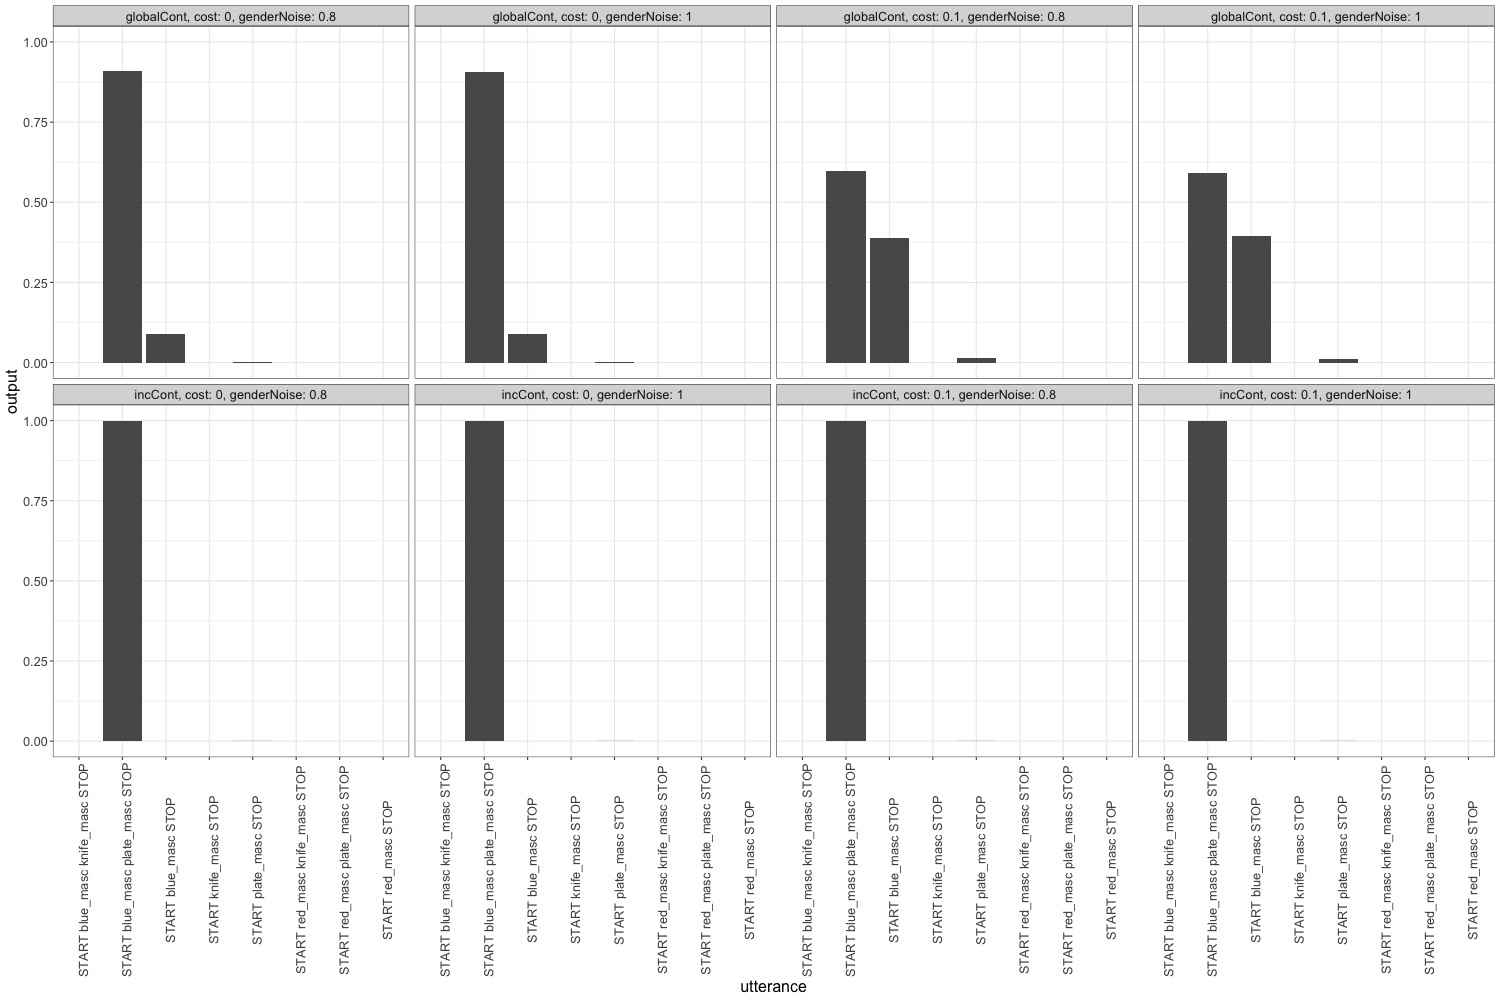 globalCont, cost: 0, genderNoise: 0.8
globalCont, cost: 0, genderNoise: 1
globalCont, cost: 0.1, genderNoise: 0.8
globalCont, cost: 0.1, genderNoise: 1
1.00
0.75
0.50
0.25
0.00
output
incCont, cost: 0, genderNoise: 0.8
incCont, cost: 0, genderNoise: 1
incCont, cost: 0.1, genderNoise: 0.8
incCont, cost: 0.1, genderNoise: 1
1.00
0.75
0.50
0.25
0.00
START blue_masc knife_masc STOP
START blue_masc plate_masc STOP
START blue_masc STOP
START knife_masc STOP
START plate_masc STOP
START red_masc knife_masc STOP
START red_masc plate_masc STOP
START red_masc STOP
START blue_masc knife_masc STOP
START blue_masc plate_masc STOP
START blue_masc STOP
START knife_masc STOP
START plate_masc STOP
START red_masc knife_masc STOP
START red_masc plate_masc STOP
START red_masc STOP
START blue_masc knife_masc STOP
START blue_masc plate_masc STOP
START blue_masc STOP
START knife_masc STOP
START plate_masc STOP
START red_masc knife_masc STOP
START red_masc plate_masc STOP
START red_masc STOP
START blue_masc knife_masc STOP
START blue_masc plate_masc STOP
START blue_masc STOP
START knife_masc STOP
START plate_masc STOP
START red_masc knife_masc STOP
START red_masc plate_masc STOP
START red_masc STOP
utterance